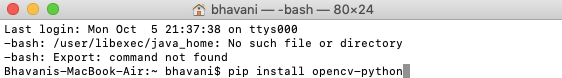 bhavani — -bash — 80×24
Last login: Mon Oct  5 21:37:38 on ttys000
-bash: /user/libexec/java_home: No such file or directory
-bash: Export: command not found
Bhavanis-MacBook-Air:~ bhavani$ pip install opencv-python